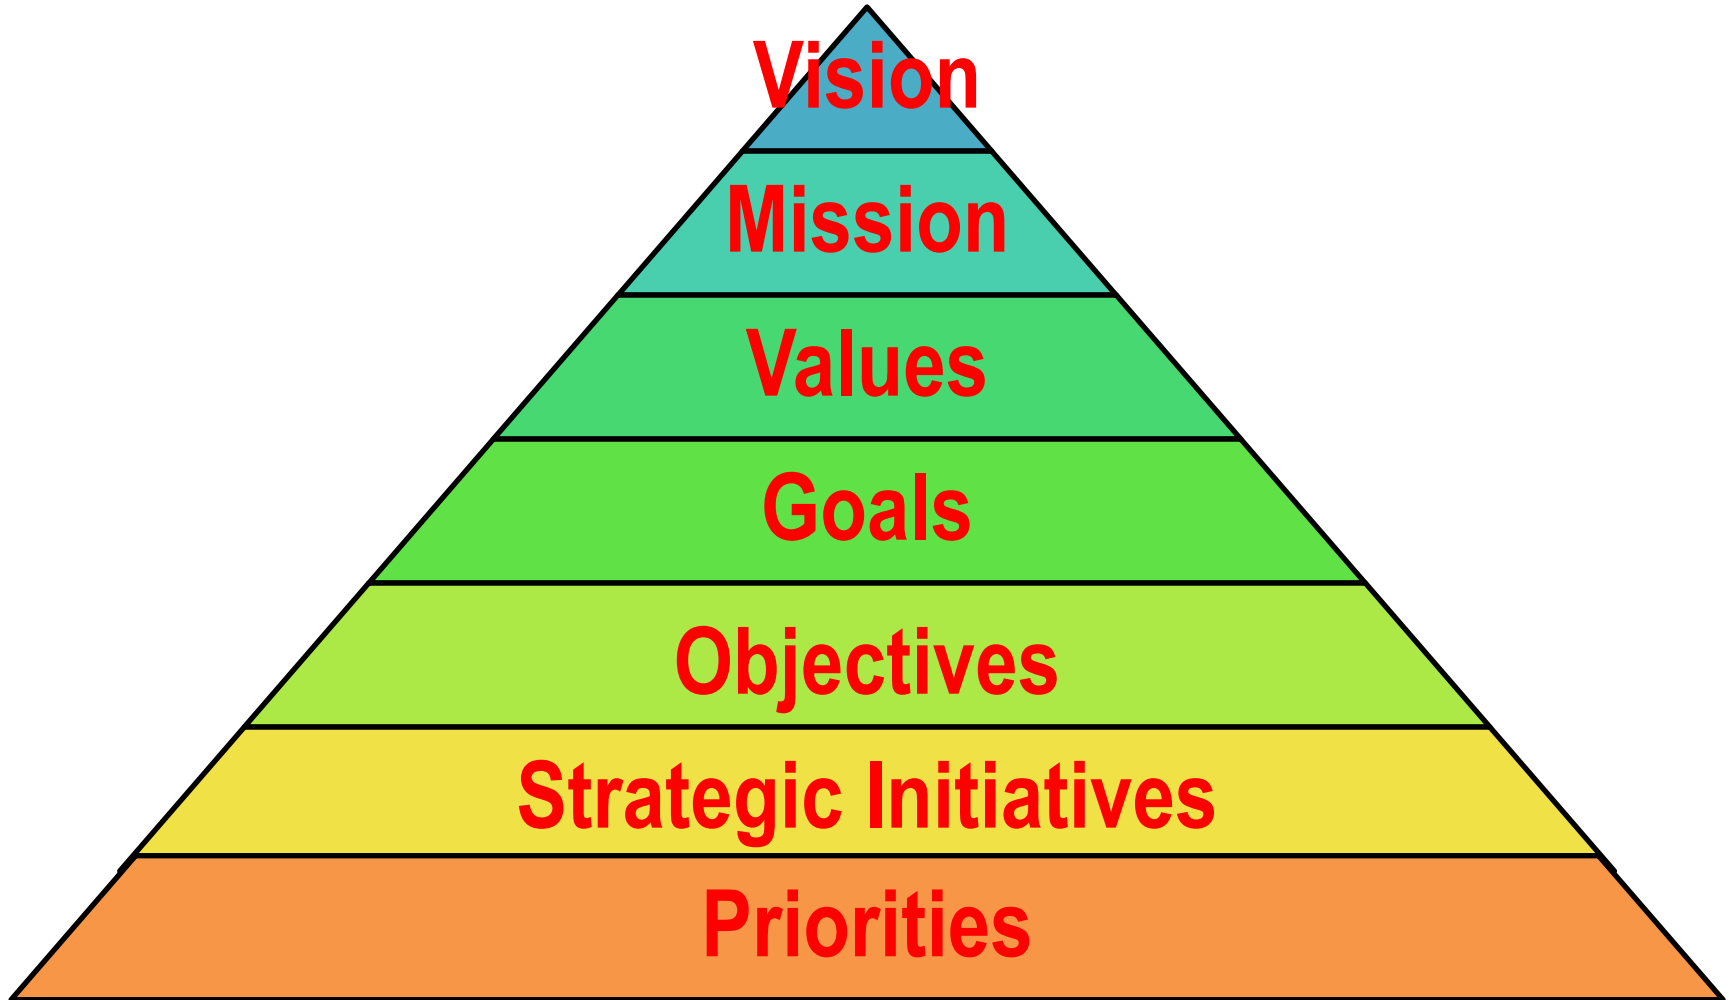 Vision
Mission
Values
Goals
Objectives
Strategic Initiatives
Priorities